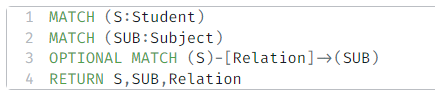 1 MATCH (S:Student)
2 MATCH (SUB:Subject)
3 OPTIONAL MATCH (S)-[Relation]->(SUB)
4 RETURN S,SUB,Relation